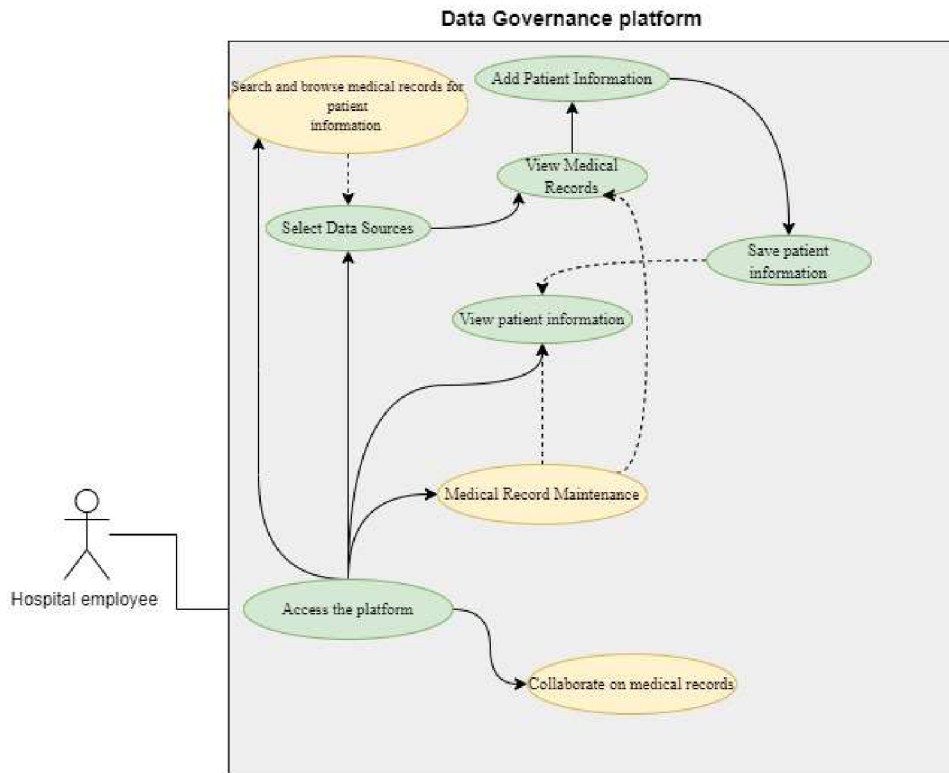 Data Governance platform
Search and browse medical records for
patient
information
Add Patient Information
View Medical
Records
Select Data Sources
Save patient
information
View patient information
Medical Record Maintenance
Hospital employee
Access the platform
Collaborate on medical records